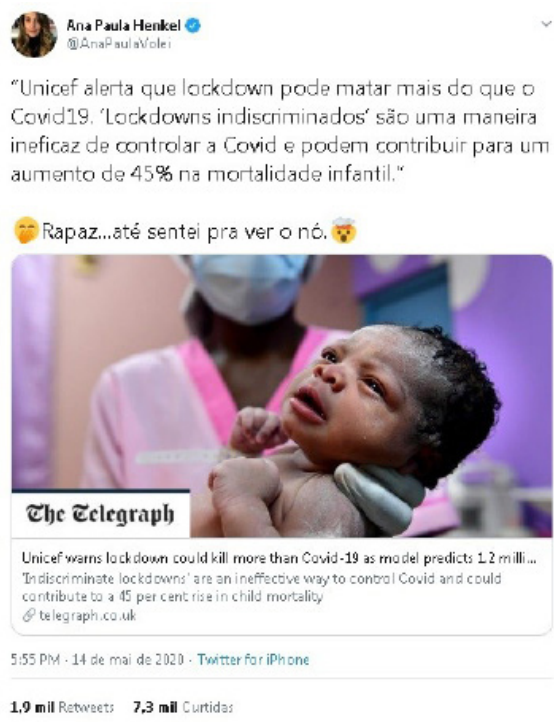 Ana Paula Henkel
@AnaPaulaVolei
“Unicef alerta que lockdown pode matar mais do que o
Covid19. ‘Lockdowns indiscriminados’ são uma maneira
ineficaz de controlar a Covid e podem contribuir para um
aumento de 45% na mortalidade infantil.”
🤭Rapaz...até sentei pra ver o nó.🤯
The Telegraph
Unicef warns lockdown could kill more than Covid-19 as model predicts 1.2 milli...
'Indiscriminate lockdowns' are an ineffective way to control Covid and could
contribute to a 45 per cent rise in child mortality
telegraph.co.uk
5:55 PM · 14 de mai de 2020 · Twitter for iPhone
1,9 mil Retweets 7,3 mil Curtidas